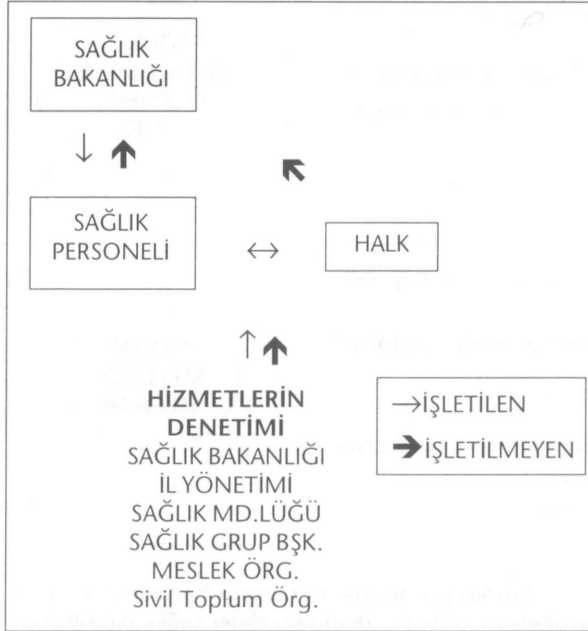 SAĞLIK
BAKANLIĞI
↓ ↑
SAĞLIK
PERSONELİ
↔
HALK
↑ ↑
HİZMETLERİN
DENETİMİ
SAĞLIK BAKANLIĞI
İL YÖNETİMİ
SAĞLIK MD.LÜĞÜ
SAĞLIK GRUP BŞK.
MESLEK ÖRG.
Sivil Toplum Örg.
→İŞLETİLEN
➔İŞLETİLMEYEN